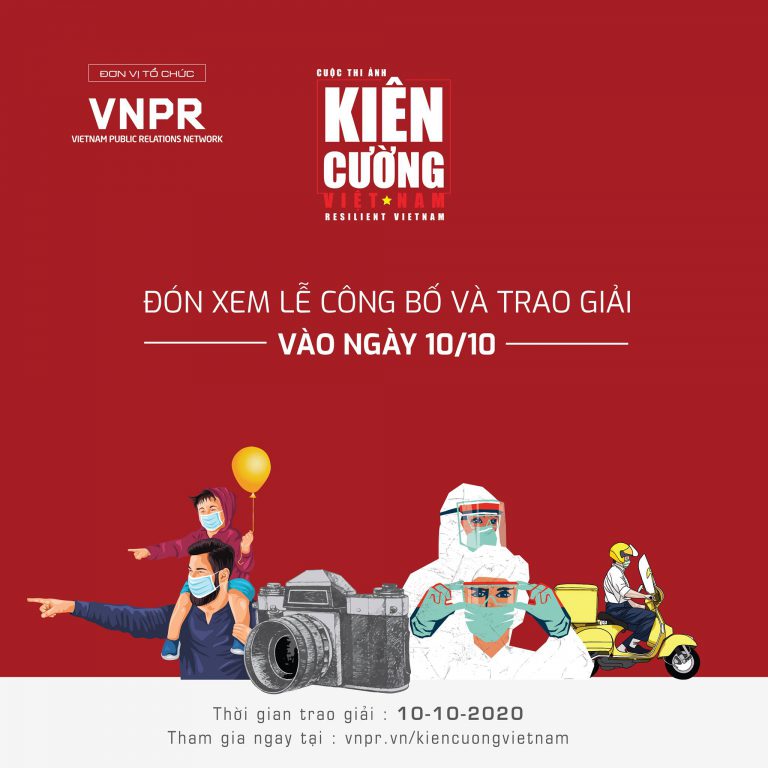 ĐƠN VỊ TỔ CHỨC
VNPR
VIETNAM PUBLIC RELATIONS NETWORK
CUỘC THI ẢNH
KIÊN
CƯỜNG
VIỆT NAM
RESILIENT VIETNAM
ĐÓN XEM LỄ CÔNG BỐ VÀ TRAO GIẢI
VÀO NGÀY 10/10
Thời gian trao giải : 10-10-2020
Tham gia ngay tại : vnpr.vn/kiencuongvietnam